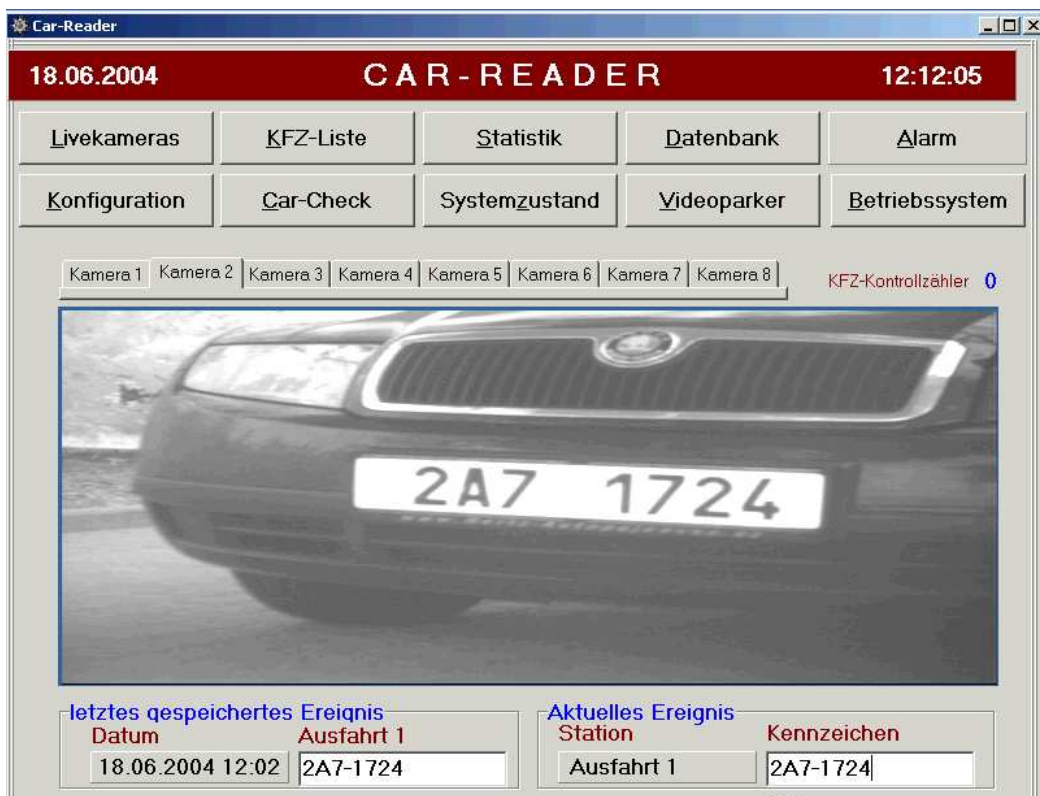 Car-Reader
18.06.2004 CAR-READER 12:12:05
Livekameras KFZ-Liste Statistik Datenbank Alarm
Konfiguration Car-Check Systemzustand Videoparker Betriebssystem
Kamera 1 Kamera 2 Kamera 3 Kamera 4 Kamera 5 Kamera 6 Kamera 7 Kamera 8 KFZ-Kontrollzähler 0
2A7 1724
letztes gespeichertes Ereignis Aktuelles Ereignis
Datum Ausfahrt 1 Station Kennzeichen
18.06.2004 12:02 2A7-1724 Ausfahrt 1 2A7-1724